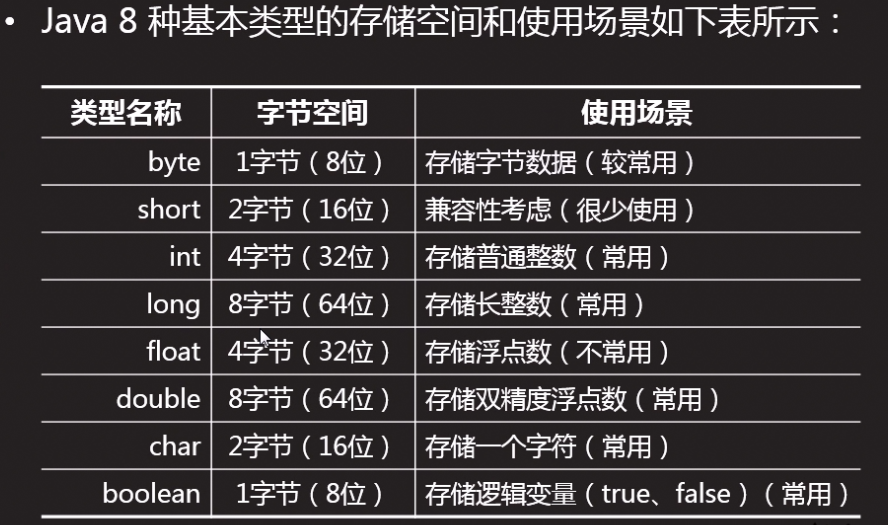 • Java 8 种基本类型的存储空间和使用场景如下表所示：
类型名称 字节空间 使用场景
byte 1字节（8位） 存储字节数据（较常用）
short 2字节（16位） 兼容性考虑（很少使用）
int 4字节（32位） 存储普通整数（常用）
long 8字节（64位） 存储长整数（常用）
float 4字节（32位） 存储浮点数（不常用）
double 8字节（64位） 存储双精度浮点数（常用）
char 2字节（16位） 存储一个字符（常用）
boolean 1字节（8位） 存储逻辑变量（true、false）（常用）